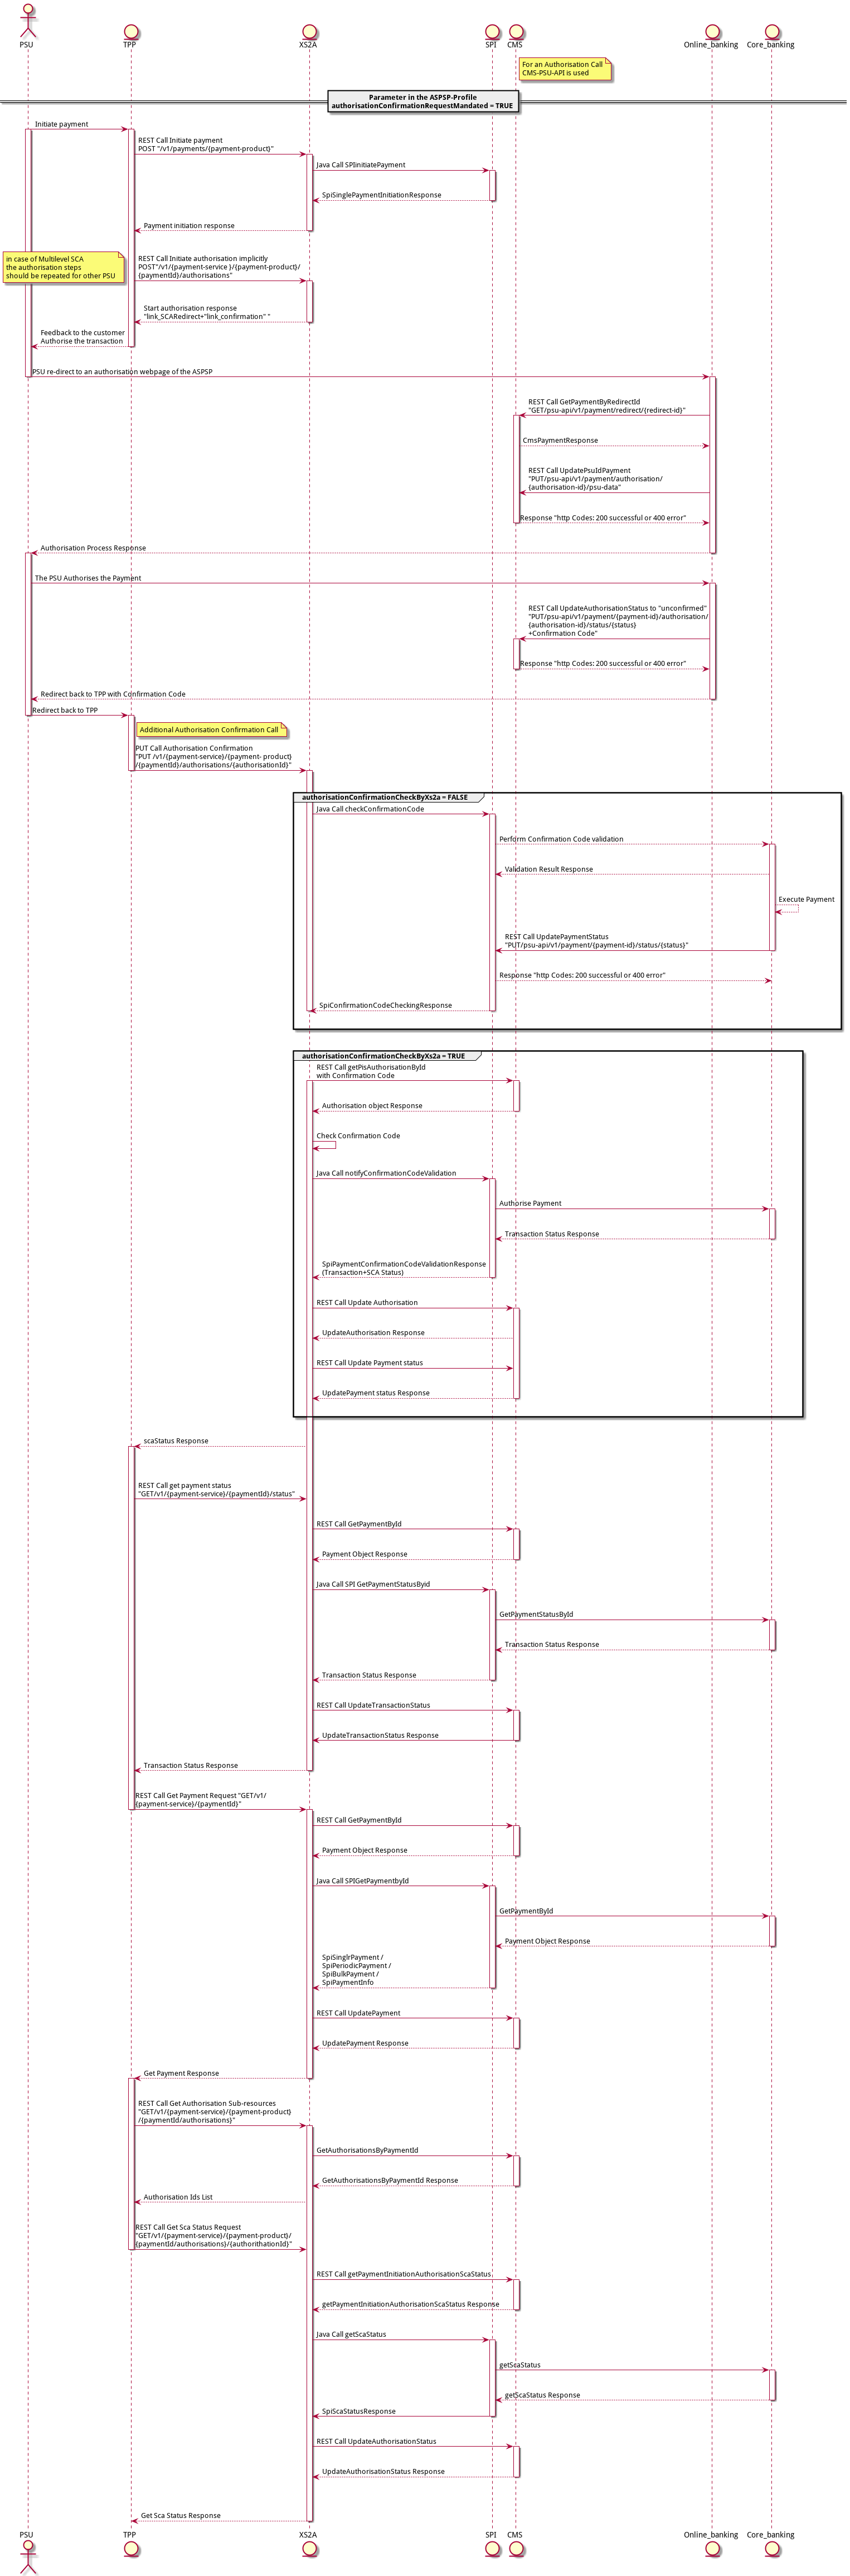 PSU
TPP
XS2A
SPI
CMS
Online_banking
Core_banking
For an Authorisation Call
CMS-PSU-API is used
Parameter in the ASPSP-Profile
authorisationConfirmationRequestMandated = TRUE
Initiate payment
REST Call Initiate payment
POST "/v1/payments/{payment-product}"
Java Call SPIinitiatePayment
SpiSinglePaymentInitiationResponse
Payment initiation response
in case of Multilevel SCA
the authorisation steps
should be repeated for other PSU
REST Call Initiate authorisation implicitly
POST"/v1/{payment-service }/{payment-product}/
{paymentId}/authorisations"
Start authorisation response
"link_SCARedirect+"link_confirmation" "
Feedback to the customer
Authorise the transaction
PSU re-direct to an authorisation webpage of the ASPSP
REST Call GetPaymentByRedirectId
"GET/psu-api/v1/payment/redirect/{redirect-id}"
CmsPaymentResponse
REST Call UpdatePsuIdPayment
"PUT/psu-api/v1/payment/authorisation/
{authorisation-id}/psu-data"
Response "http Codes: 200 successful or 400 error"
Authorisation Process Response
The PSU Authorises the Payment
REST Call UpdateAuthorisationStatus to "unconfirmed"
"PUT/psu-api/v1/payment/{payment-id}/authorisation/
{authorisation-id}/status/{status}
+Confirmation Code"
Response "http Codes: 200 successful or 400 error"
Redirect back to TPP with Confirmation Code
Redirect back to TPP
Additional Authorisation Confirmation Call
PUT Call Authorisation Confirmation
"PUT /v1/{payment-service}/{payment- product}
/{paymentId}/authorisations/{authorisationId}"
authorisationConfirmationCheckByXs2a = FALSE
Java Call checkConfirmationCode
Perform Confirmation Code validation
Validation Result Response
Execute Payment
REST Call UpdatePaymentStatus
"PUT/psu-api/v1/payment/{payment-id}/status/{status}"
Response "http Codes: 200 successful or 400 error"
SpiConfirmationCodeCheckingResponse
authorisationConfirmationCheckByXs2a = TRUE
REST Call getPisAuthorisationById
with Confirmation Code
Authorisation object Response
Check Confirmation Code
Java Call notifyConfirmationCodeValidation
Authorise Payment
Transaction Status Response
SpiPaymentConfirmationCodeValidationResponse
(Transaction+SCA Status)
REST Call Update Authorisation
UpdateAuthorisation Response
REST Call Update Payment status
UpdatePayment status Response
scaStatus Response
REST Call get payment status
"GET/v1/{payment-service}/{paymentId}/status"
REST Call GetPaymentById
Payment Object Response
Java Call SPI GetPaymentStatusByid
GetPaymentStatusById
Transaction Status Response
Transaction Status Response
REST Call UpdateTransactionStatus
UpdateTransactionStatus Response
Transaction Status Response
REST Call Get Payment Request "GET/v1/
{payment-service}/{paymentId}"
REST Call GetPaymentById
Payment Object Response
Java Call SPIGetPaymentbyId
GetPaymentById
Payment Object Response
SpiSinglrPayment /
SpiPeriodicPayment /
SpiBulkPayment /
SpiPaymentInfo
REST Call UpdatePayment
UpdatePayment Response
Get Payment Response
REST Call Get Authorisation Sub-resources
"GET/v1/{payment-service}/{payment-product}
/{paymentId/authorisations}"
GetAuthorisationsByPaymentId
GetAuthorisationsByPaymentId Response
Authorisation Ids List
REST Call Get Sca Status Request
"GET/v1/{payment-service}/{payment-product}/
{paymentId/authorisations}/{authorithationId}"
REST Call getPaymentInitiationAuthorisationScaStatus
getPaymentInitiationAuthorisationScaStatus Response
Java Call getScaStatus
getScaStatus
getScaStatus Response
SpiScaStatusResponse
REST Call UpdateAuthorisationStatus
UpdateAuthorisationStatus Response
Get Sca Status Response
PSU
TPP
XS2A
SPI
CMS
Online_banking
Core_banking